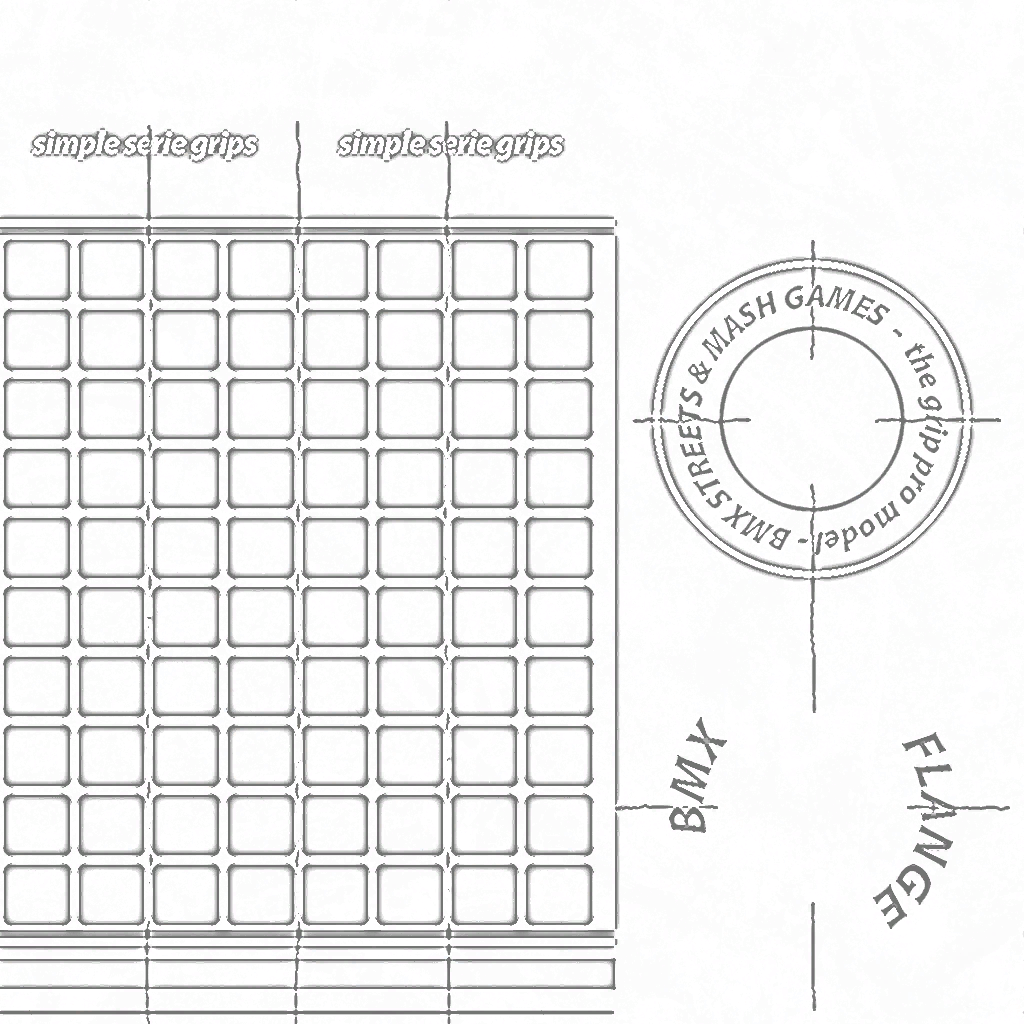 simple serie grips
simple serie grips
BMX STREETS & MASH GAMES - the grip pro model -
BMX
FLANGE